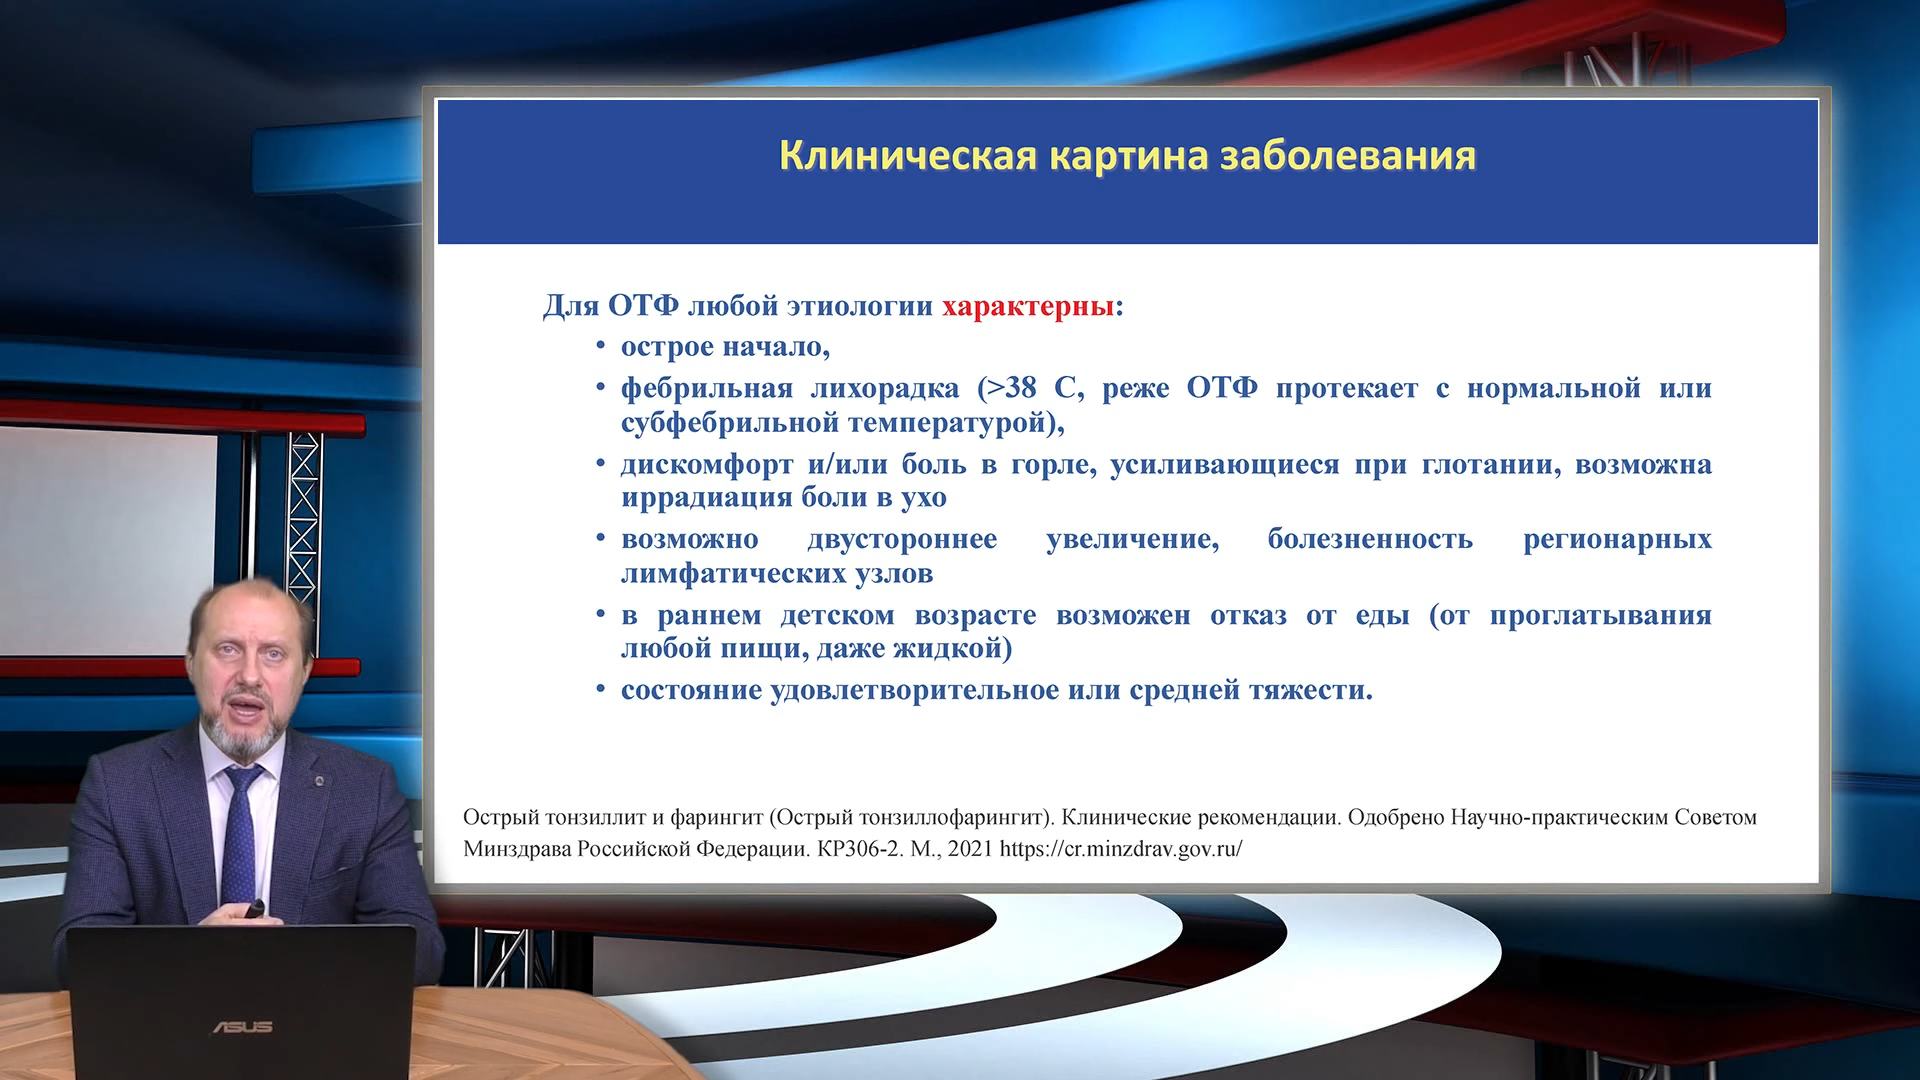 Клиническая картина заболевания
Для ОТФ любой этиологии характерны:
• острое начало,
• фебрильная лихорадка (>38 С, реже ОТФ протекает с нормальной или
субфебрильной температурой),
• дискомфорт и/или боль в горле, усиливающиеся при глотании, возможна
иррадиация боли в ухо
• возможно двустороннее увеличение, болезненность регионарных
лимфатических узлов
• в раннем детском возрасте возможен отказ от еды (от проглатывания
любой пищи, даже жидкой)
• состояние удовлетворительное или средней тяжести.
Острый тонзиллит и фарингит (Острый тонзиллофарингит). Клинические рекомендации. Одобрено Научно-практическим Советом
Минздрава Российской Федерации. КР306-2. М., 2021 https://cr.minzdrav.gov.ru/
ASUS